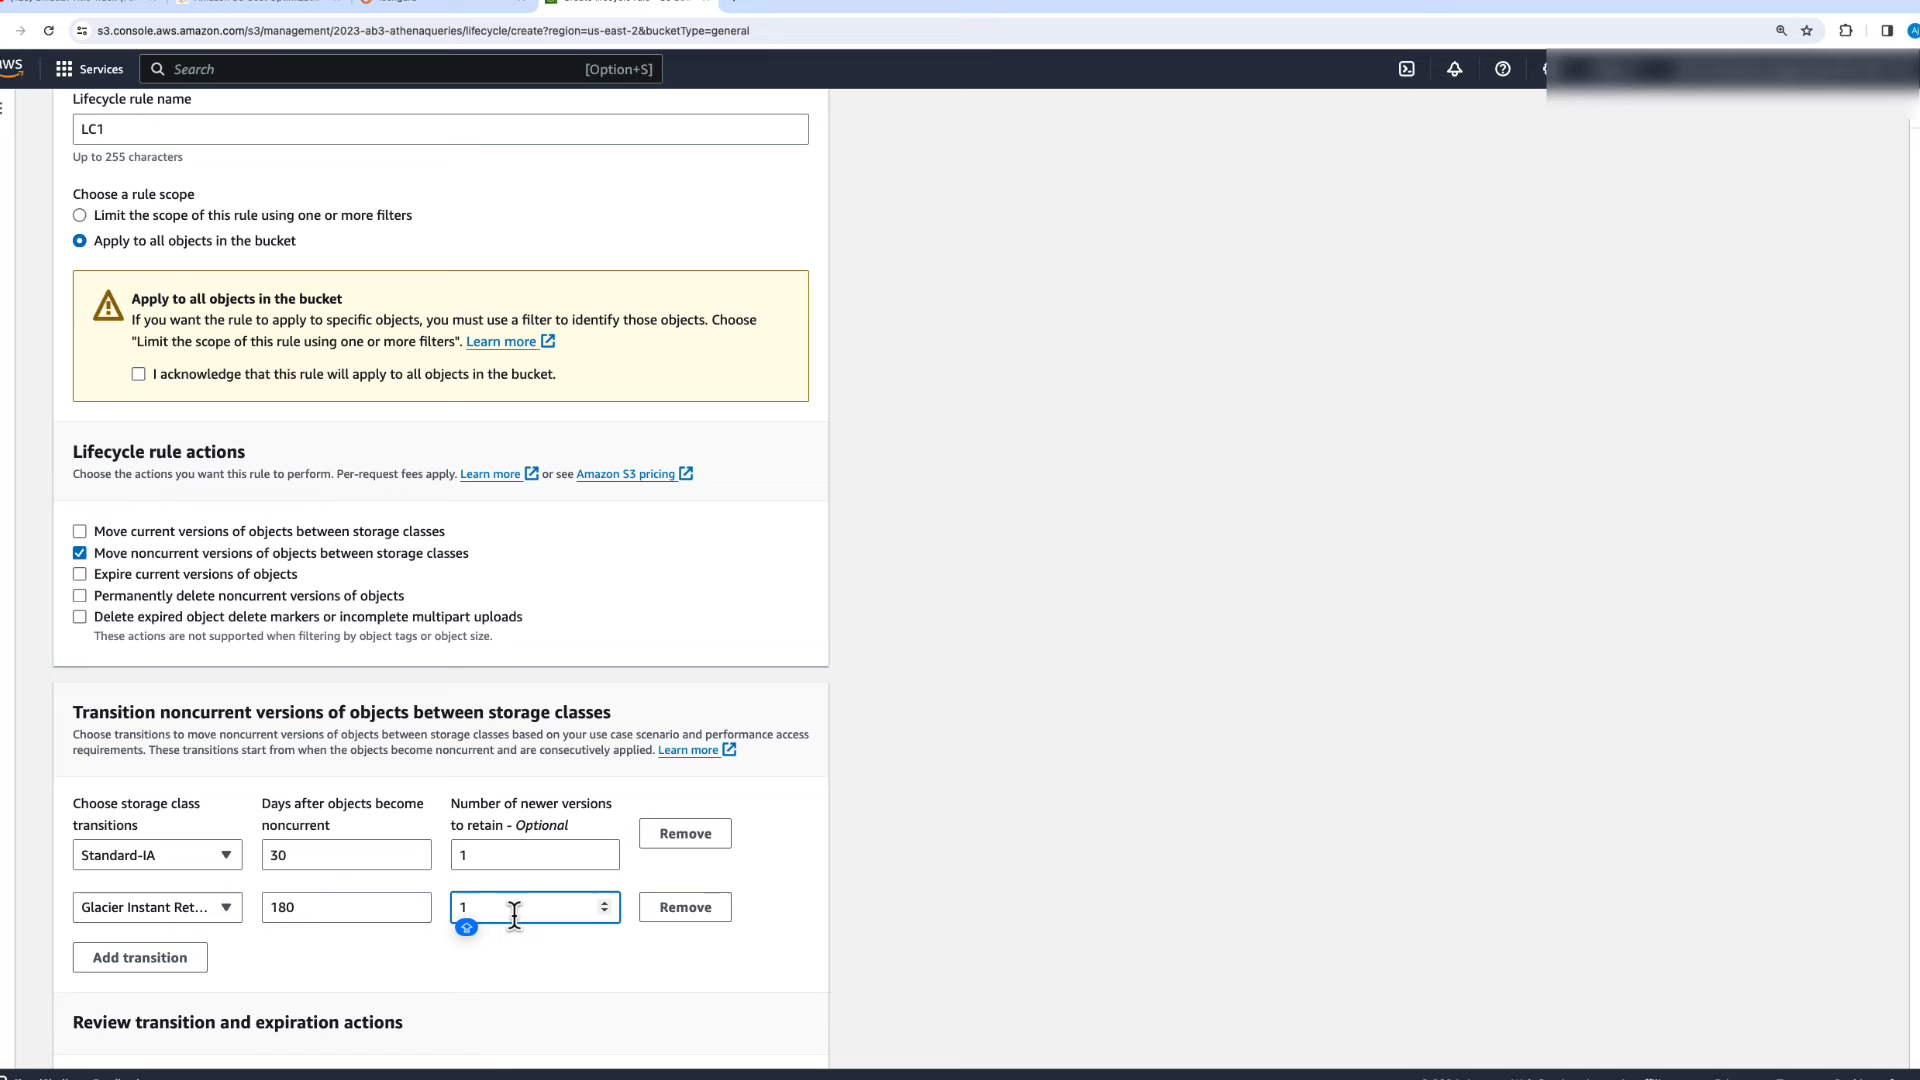 s3.console.aws.amazon.com/s3/management/2023-ab3-athenaqueries/lifecycle/create?region=us-east-2&bucketType=general
aws
Services
Search
[Option+S]
Lifecycle rule name
LC1
Up to 255 characters
Choose a rule scope
Limit the scope of this rule using one or more filters
Apply to all objects in the bucket
Apply to all objects in the bucket
If you want the rule to apply to specific objects, you must use a filter to identify those objects. Choose
"Limit the scope of this rule using one or more filters". Learn more
I acknowledge that this rule will apply to all objects in the bucket.
Lifecycle rule actions
Choose the actions you want this rule to perform. Per-request fees apply. Learn more or see Amazon S3 pricing
Move current versions of objects between storage classes
Move noncurrent versions of objects between storage classes
Expire current versions of objects
Permanently delete noncurrent versions of objects
Delete expired object delete markers or incomplete multipart uploads
These actions are not supported when filtering by object tags or object size.
Transition noncurrent versions of objects between storage classes
Choose transitions to move noncurrent versions of objects between storage classes based on your use case scenario and performance access
requirements. These transitions start from when the objects become noncurrent and are consecutively applied. Learn more
Choose storage class
transitions
Days after objects become
noncurrent
Number of newer versions
to retain - Optional
Remove
Standard-IA
30
1
Glacier Instant Ret...
180
1
Remove
Add transition
Review transition and expiration actions